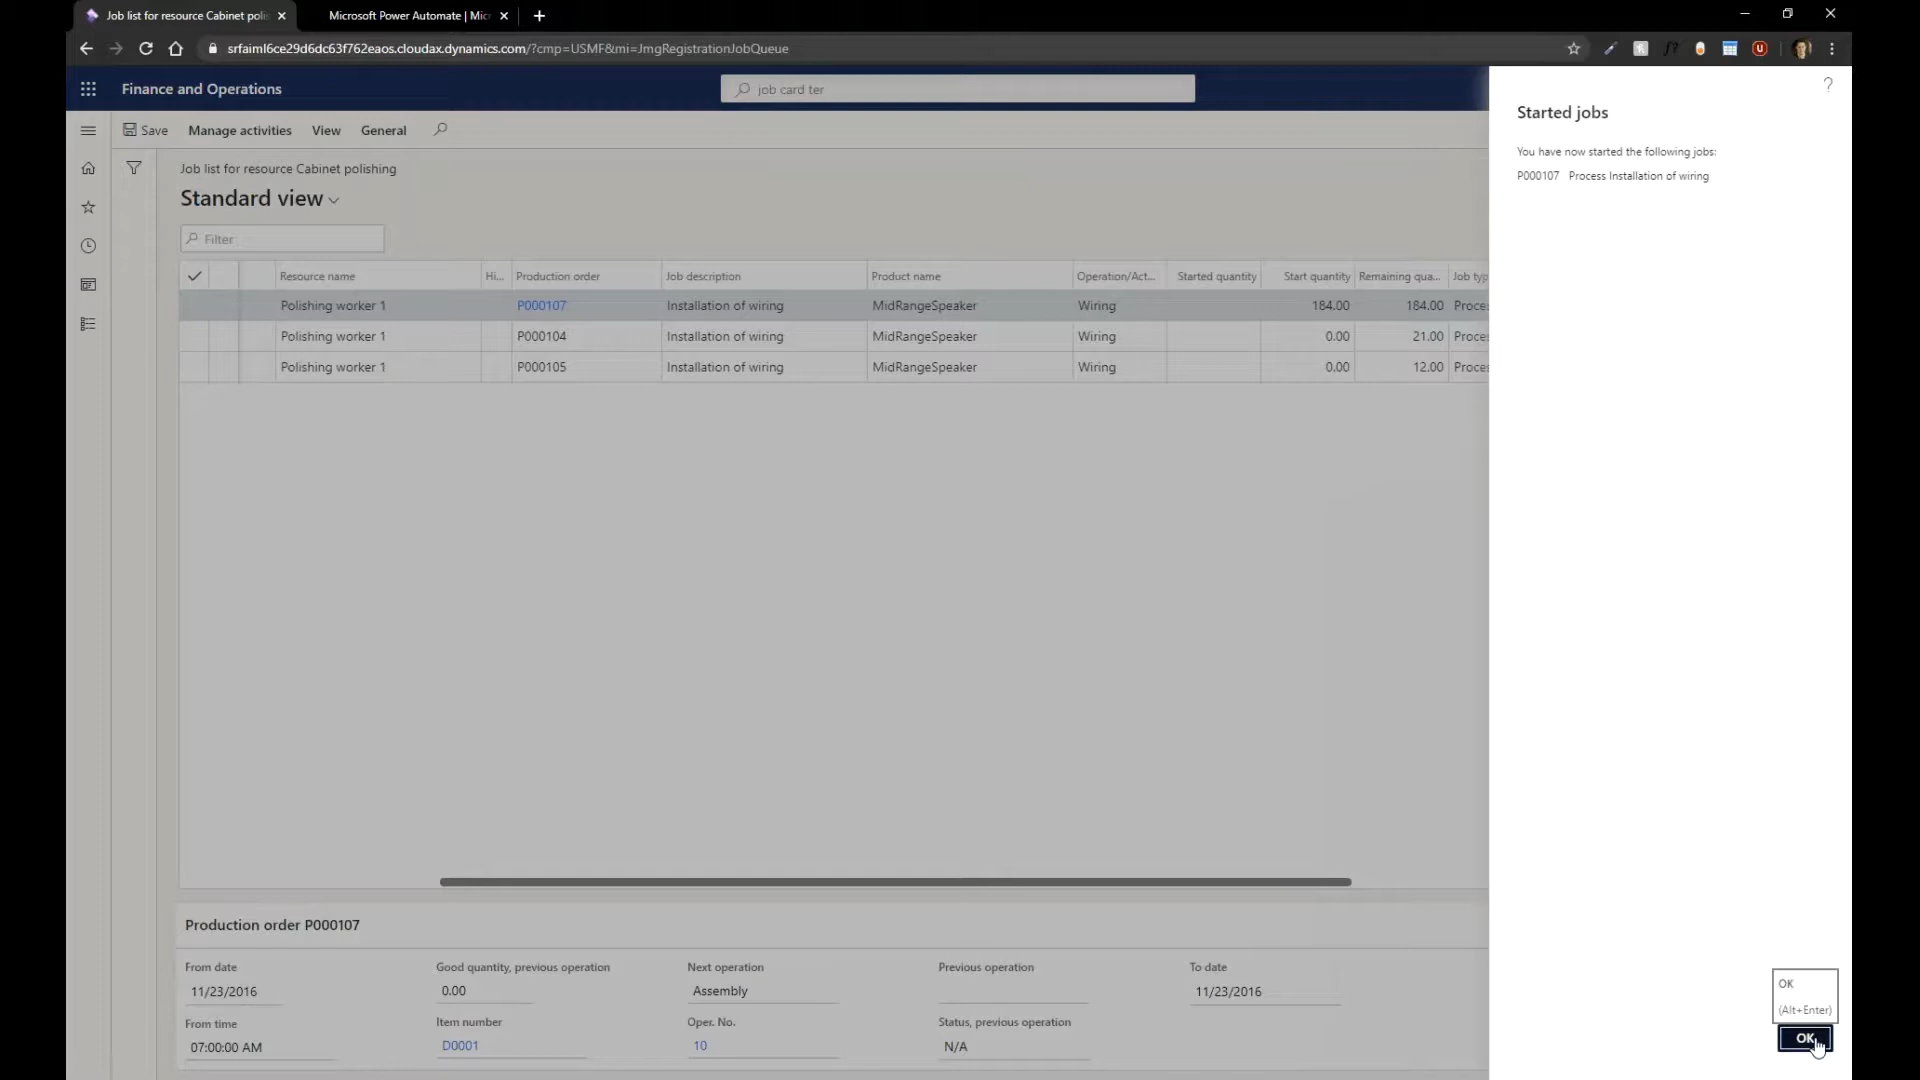 Job list for resource Cabinet poli
Microsoft Power Automate | Mic
srfaiml6ce29d6dc63f762eaos.cloudax.dynamics.com/?cmp=USMF&mi=JmgRegistrationJobQueue
Finance and Operations
job card ter
Save Manage activities View General
Job list for resource Cabinet polishing
Standard view
Filter
Resource name Hi... Production order Job description Product name Operation/Act... Started quantity Start quantity Remaining qua... Job typ
Polishing worker 1 P000107 Installation of wiring MidRangeSpeaker Wiring 184.00 184.00 Proce
Polishing worker 1 P000104 Installation of wiring MidRangeSpeaker Wiring 0.00 21.00 Proce
Polishing worker 1 P000105 Installation of wiring MidRangeSpeaker Wiring 0.00 12.00 Proce
Production order P000107
From date Good quantity, previous operation Next operation Previous operation To date
11/23/2016 0.00 Assembly 11/23/2016
From time Item number Oper. No. Status, previous operation
07:00:00 AM D0001 10 N/A
?
Started jobs
You have now started the following jobs:
P000107 Process Installation of wiring
OK
(Alt+Enter)
OK